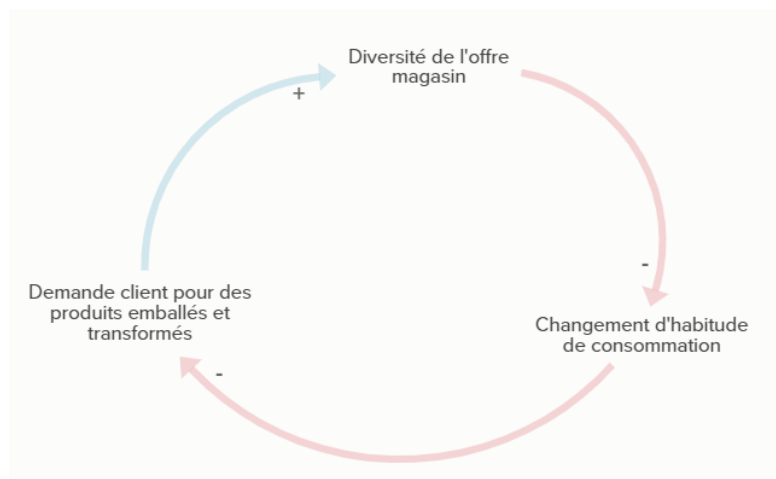 Diversité de l'offre
magasin
+
-
Demande client pour des
produits emballés et
transformés
Changement d'habitude
de consommation
-